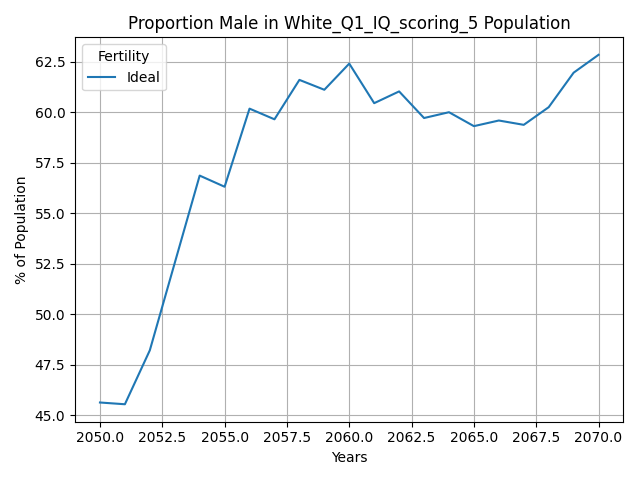 Proportion Male in White_Q1_IQ_scoring_5 Population
Fertility
Ideal
% of Population
62.5
60.0
57.5
55.0
52.5
50.0
47.5
45.0
2050.0 2052.5 2055.0 2057.5 2060.0 2062.5 2065.0 2067.5 2070.0
Years